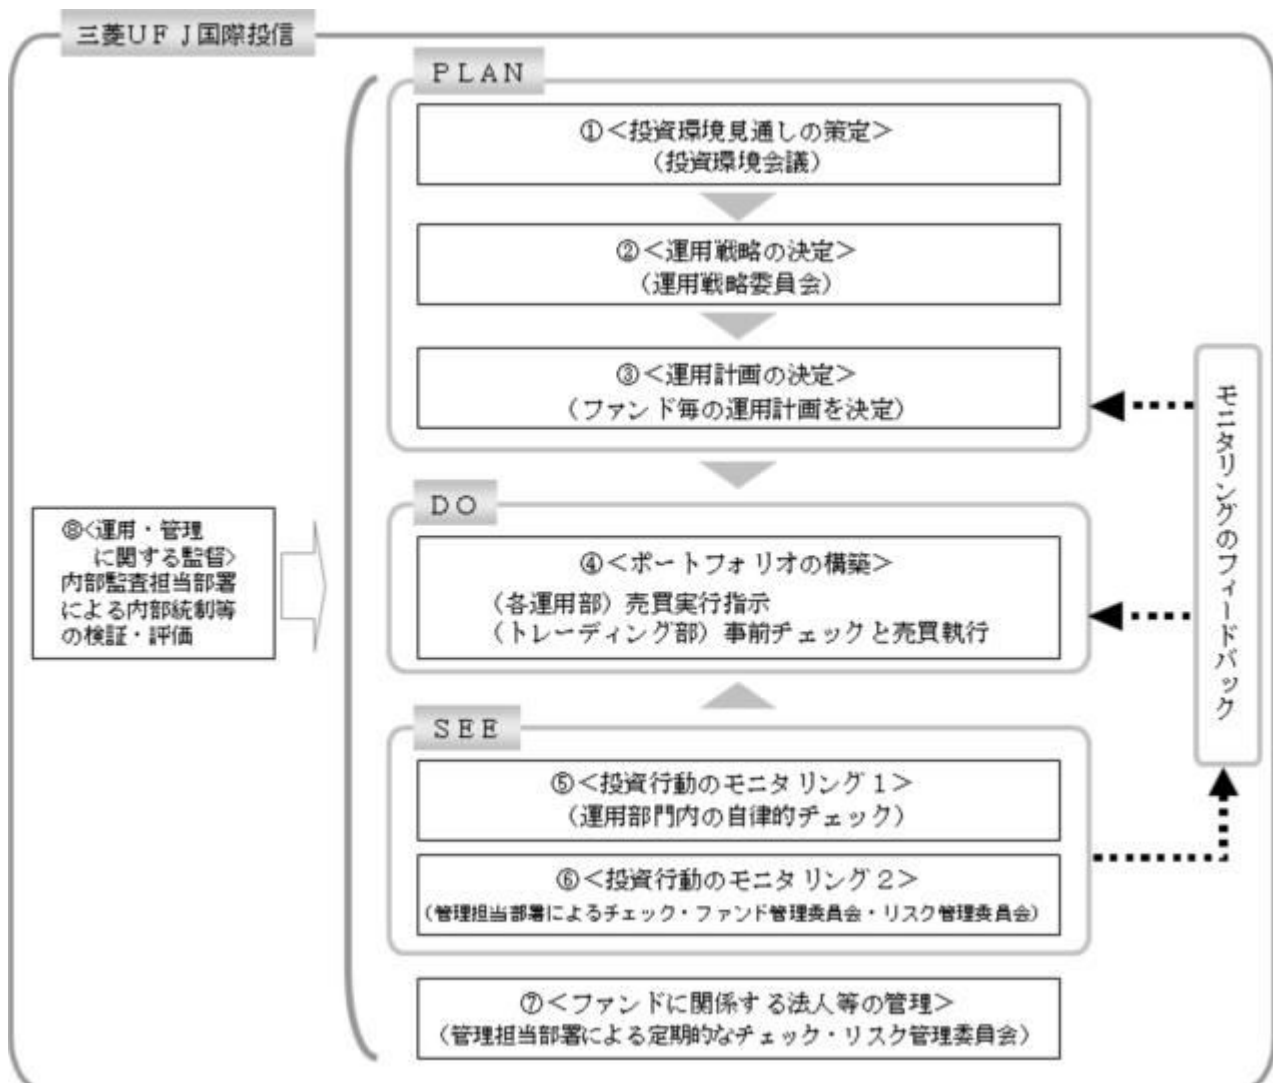 三菱UFJ国際投信
PLAN
①<投資環境見通しの策定>
(投資環境会議)
②<運用戦略の決定>
(運用戦略委員会)
③<運用計画の決定>
(ファンド毎の運用計画を決定)
DO
④<ポートフォリオの構築>
(各運用部)売買実行指示
(トレーディング部)事前チェックと売買執行
SEE
⑤<投資行動のモニタリング1>
(運用部門内の自律的チェック)
⑥<投資行動のモニタリング2>
(管理担当部署によるチェック・ファンド管理委員会・リスク管理委員会)
⑦<ファンドに関係する法人等の管理>
(管理担当部署による定期的なチェック・リスク管理委員会)
⑧<運用・管理
に関する監督>
内部監査担当部署
による内部統制等
の検証・評価
モニタリングのフィードバック